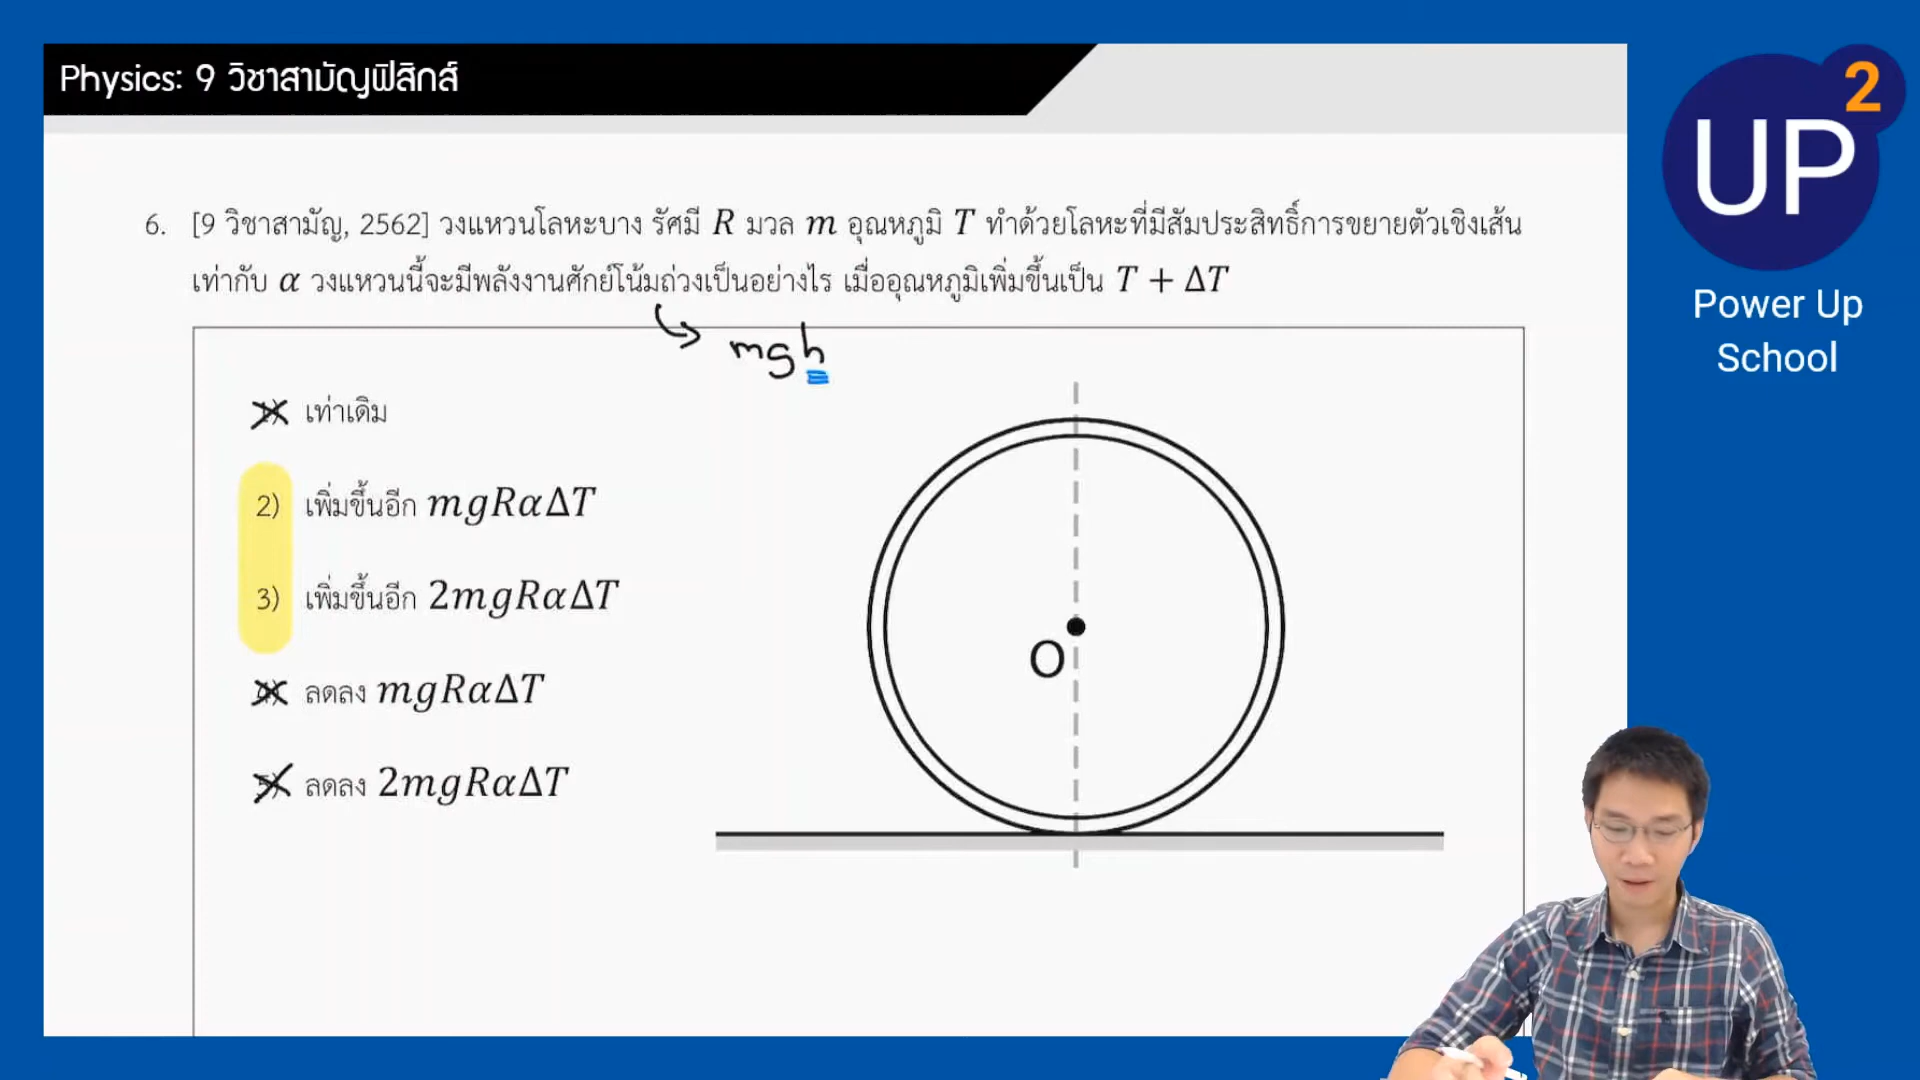 Physics: 9 วิชาสามัญฟิสิกส์
UP2
Power Up
School
6. [9 วิชาสามัญ, 2562] วงแหวนโลหะบาง รัศมี R มวล m อุณหภูมิ T ทำด้วยโลหะที่มีสัมประสิทธิ์การขยายตัวเชิงเส้น
เท่ากับ α วงแหวนนี้จะมีพลังงานศักย์โน้มถ่วงเป็นอย่างไร เมื่ออุณหภูมิเพิ่มขึ้นเป็น T + ΔT
mgh
เท่าเดิม
2) เพิ่มขึ้นอีก mgRαΔT
3) เพิ่มขึ้นอีก 2mgRαΔT
ลดลง mgRαΔT
ลดลง 2mgRαΔT
O